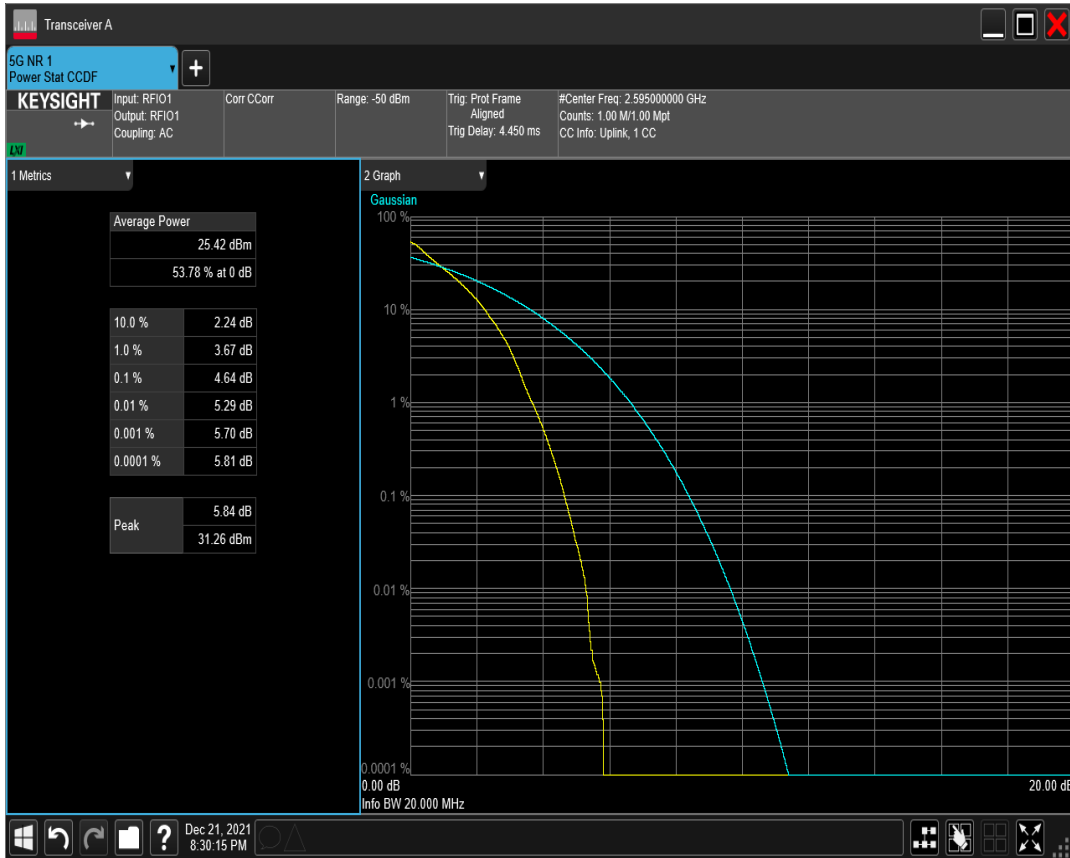 Transceiver A
5G NR 1
Power Stat CCDF
KEYSIGHT
LXI
Input: RFIO1
Output: RFIO1
Coupling: AC
Corr CCorr
Range: -50 dBm
Trig: Prot Frame
Aligned
Trig Delay: 4.450 ms
#Center Freq: 2.595000000 GHz
Counts: 1.00 M/1.00 Mpt
CC Info: Uplink, 1 CC
1 Metrics
Average Power
25.42 dBm
53.78 % at 0 dB
10.0 % 2.24 dB
1.0 % 3.67 dB
0.1 % 4.64 dB
0.01 % 5.29 dB
0.001 % 5.70 dB
0.0001 % 5.81 dB
Peak
5.84 dB
31.26 dBm
2 Graph
Gaussian
100 %
10 %
1 %
0.1 %
0.01 %
0.001 %
0.0001 %
0.00 dB
20.00 dB
Info BW 20.000 MHz
?
Dec 21, 2021
8:30:15 PM